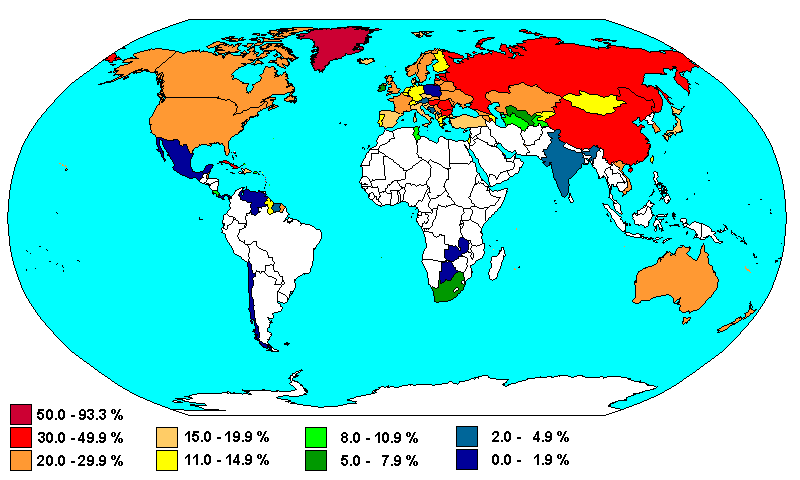 50.0 - 93.3 %
30.0 - 49.9 %
20.0 - 29.9 %
15.0 - 19.9 %
11.0 - 14.9 %
8.0 - 10.9 %
5.0 - 7.9 %
2.0 - 4.9 %
0.0 - 1.9 %